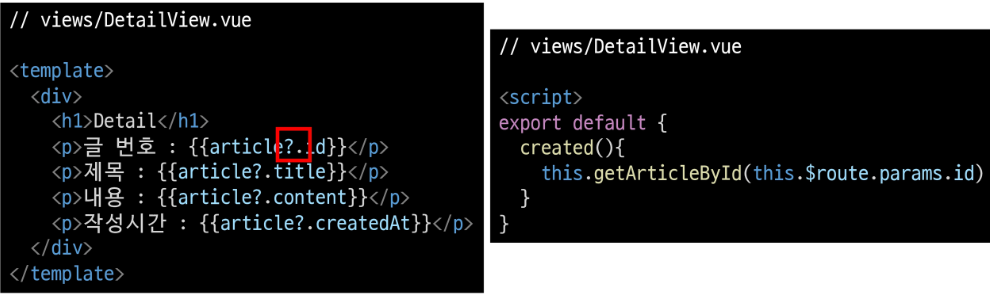 // views/DetailView.vue
<template>
<div>
<h1>Detail</h1>
<p>글 번호 : {{article?.id}}</p>
<p>제목 : {{article?.title}}</p>
<p>내용 : {{article?.content}}</p>
<p>작성시간 : {{article?.createdAt}}</p>
</div>
</template>
// views/DetailView.vue
<script>
export default {
created(){
this.getArticleById(this.$route.params.id)
}
}